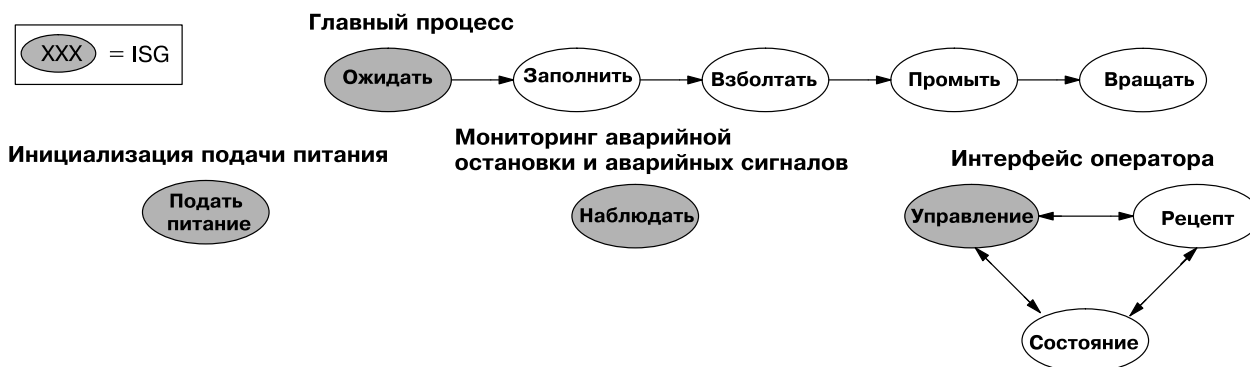 Главный процесс
XXX = ISG
Ожидать
Заполнить
Взболтать
Промыть
Вращать
Инициализация подачи питания
Мониторинг аварийной
остановки и аварийных сигналов
Интерфейс оператора
Подать
питание
Наблюдать
Управление
Рецепт
Состояние